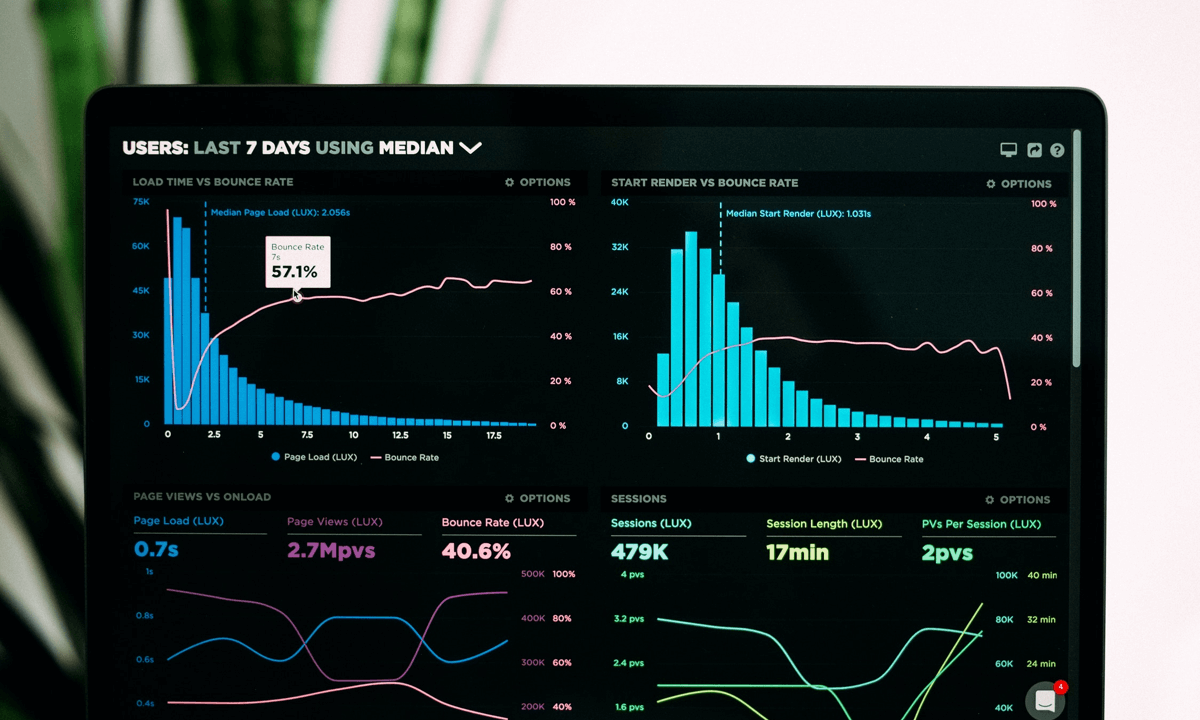 USERS: LAST 7 DAYS USING MEDIAN
LOAD TIME VS BOUNCE RATE
OPTIONS
75K
60K
45K
30K
15K
0
Median Page Load (LUX): 2.056s
Bounce Rate
7s
57.1%
100 %
80 %
60 %
40 %
20 %
0 %
0 2.5 5 7.5 10 12.5 15 17.5
Page Load (LUX) Bounce Rate
START RENDER VS BOUNCE RATE
OPTIONS
40K
32K
24K
16K
8K
0
Median Start Render (LUX): 1.031s
100 %
80 %
60 %
40 %
20 %
0 %
0 1 2 3 4 5
Start Render (LUX) Bounce Rate
PAGE VIEWS VS ONLOAD
OPTIONS
Page Load (LUX)
0.7s
Page Views (LUX)
2.7Mpvs
Bounce Rate (LUX)
40.6%
1s
0.8s
0.6s
0.4s
500K 100%
400K 80%
300K 60%
200K 40%
SESSIONS
OPTIONS
Sessions (LUX)
479K
Session Length (LUX)
17min
PVs Per Session (LUX)
2pvs
4 pvs
3.2 pvs
2.4 pvs
1.6 pvs
100K 40 min
80K 32 min
60K 24 min
40K
4